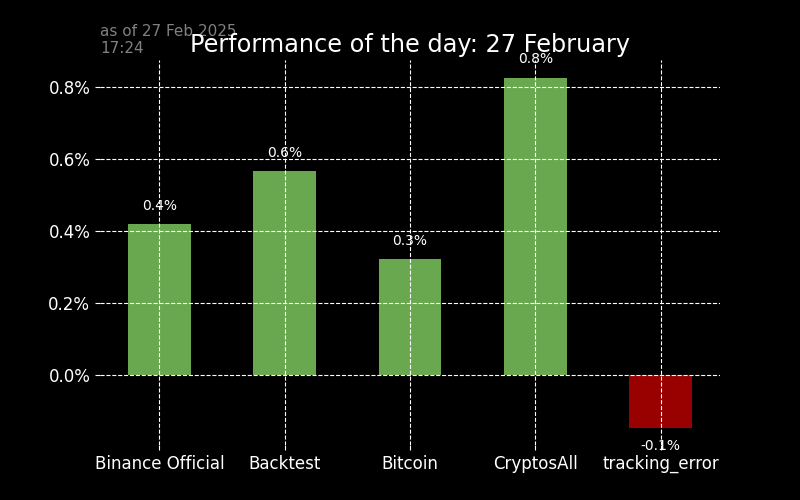 as of 27 Feb 2025
17:24
Performance of the day: 27 February
0.8%
0.8%
0.6%
0.6%
0.4%
0.4%
0.3%
0.2%
0.0%
-0.1%
Binance Official
Backtest
Bitcoin
CryptosAll
tracking_error